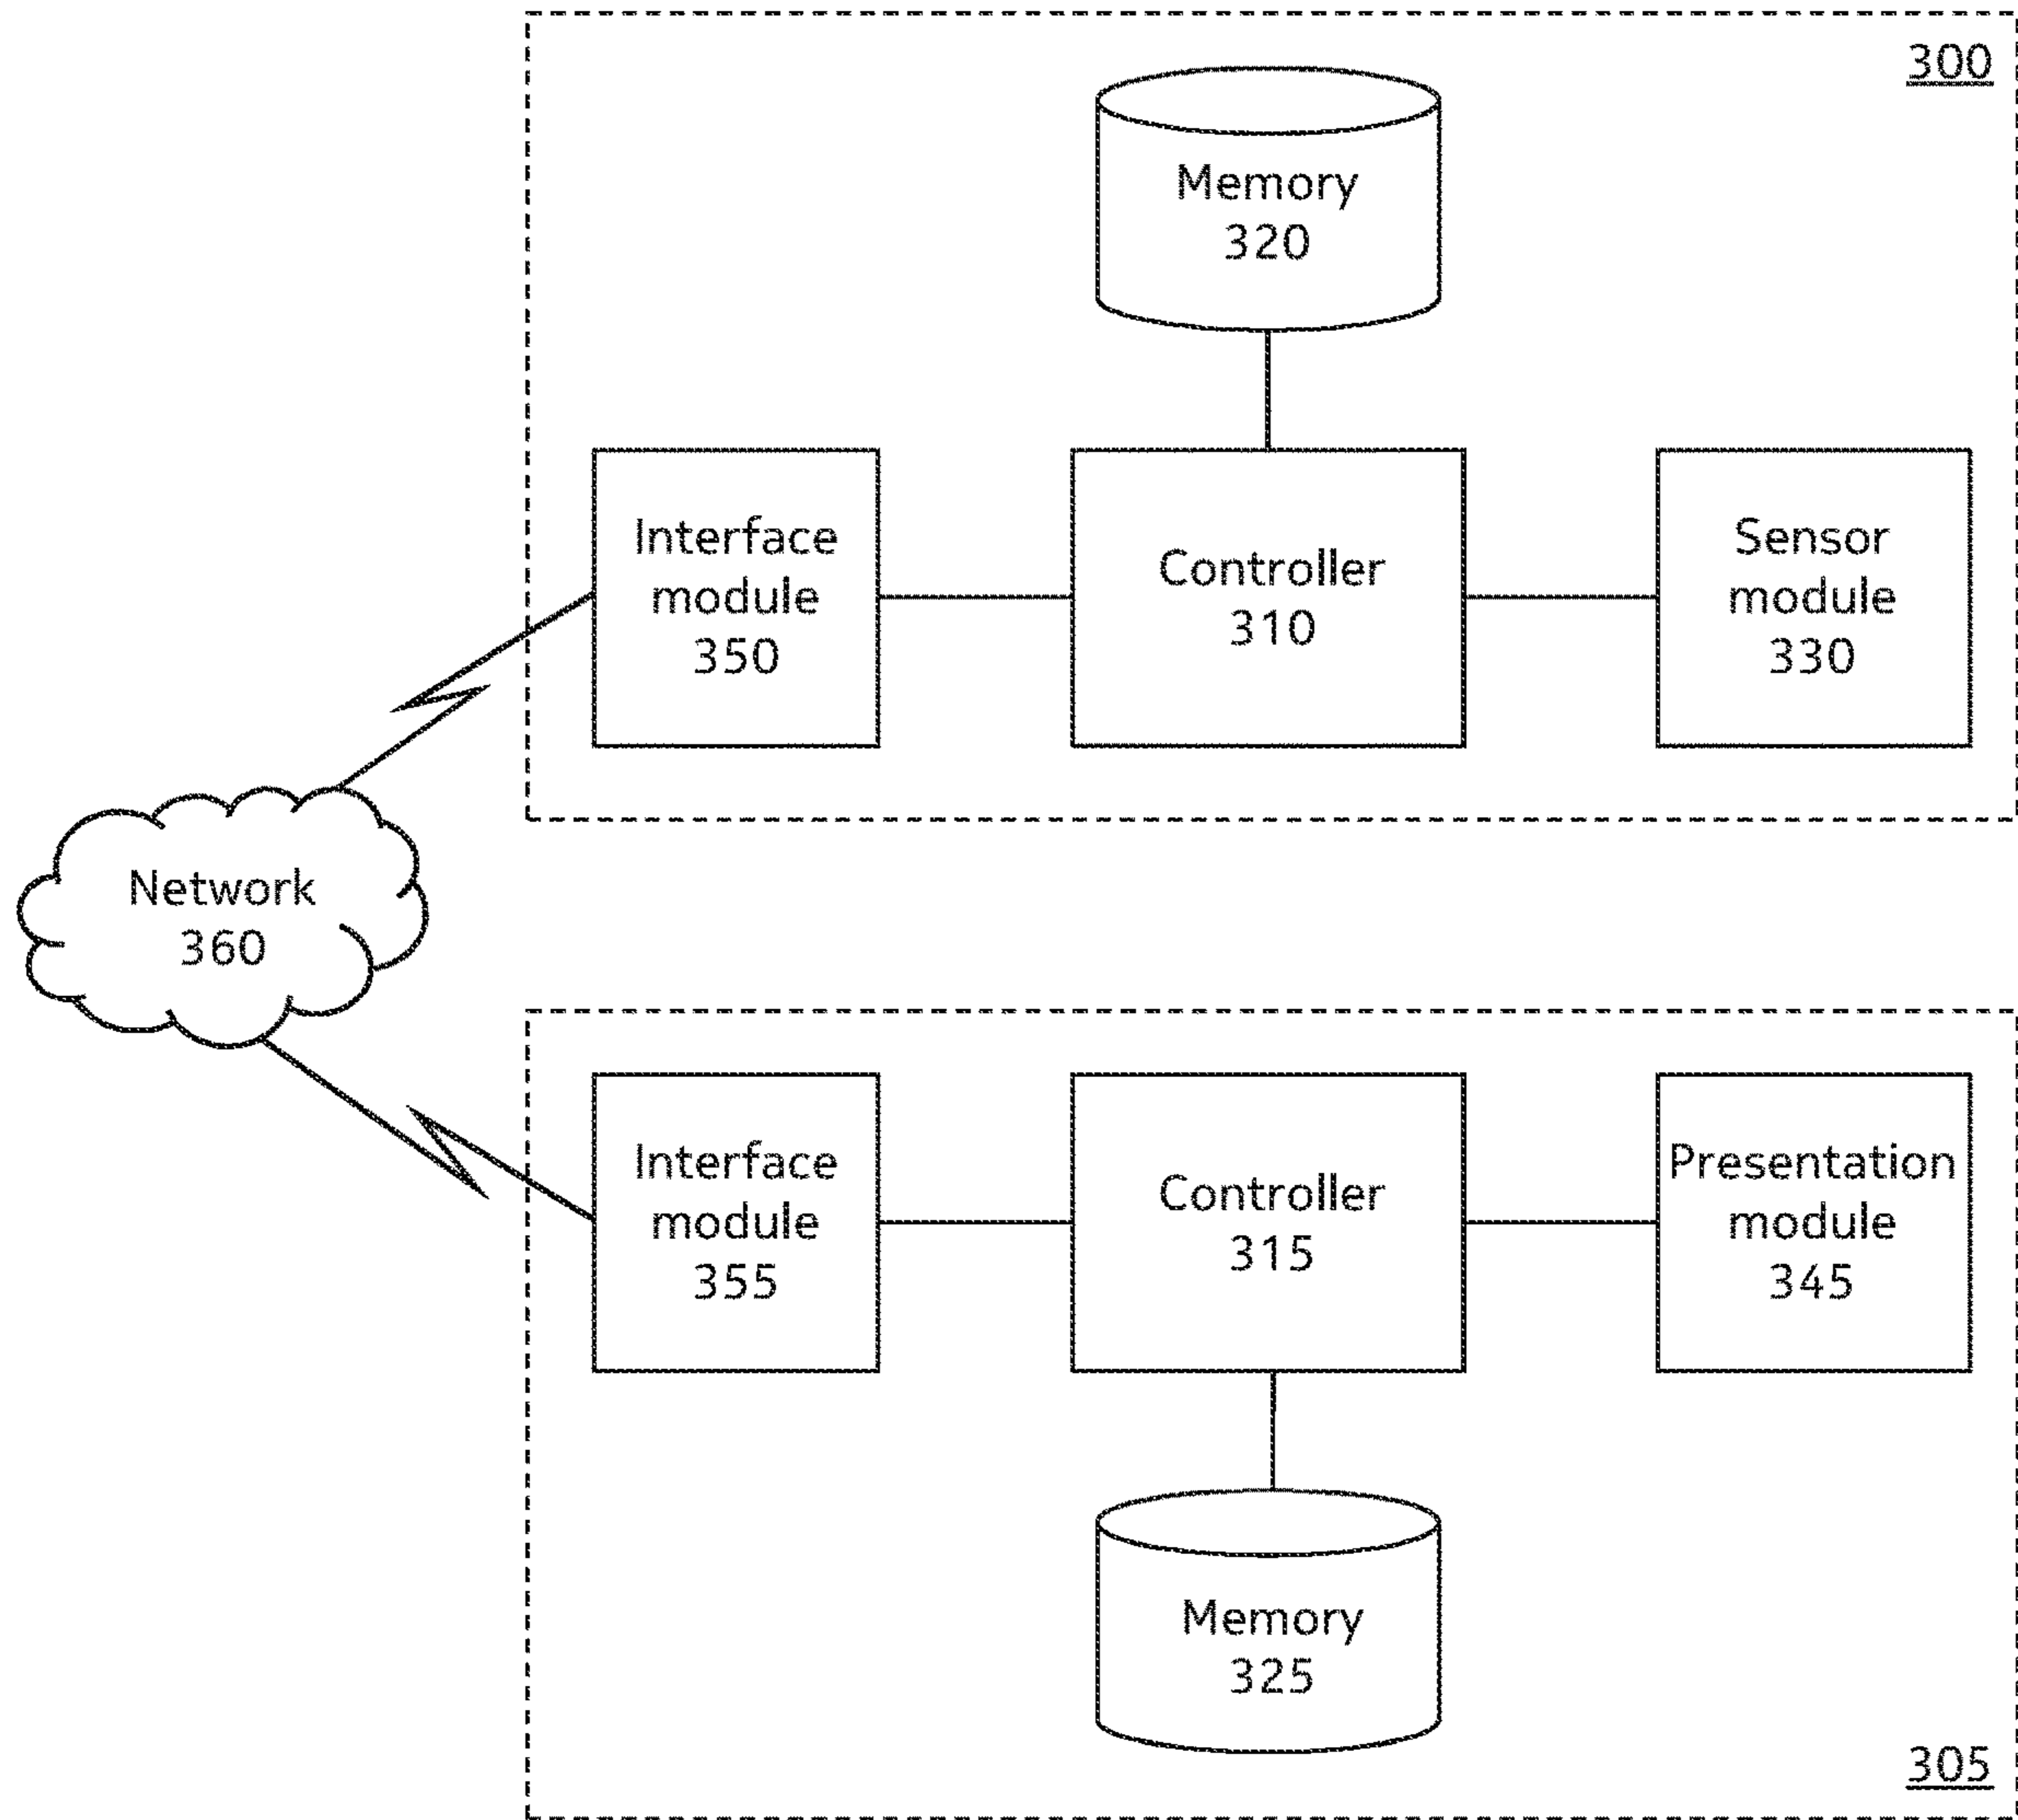 300
Memory
320
Interface
module
350
Controller
310
Sensor
module
330
Network
360
Interface
module
355
Controller
315
Presentation
module
345
Memory
325
305